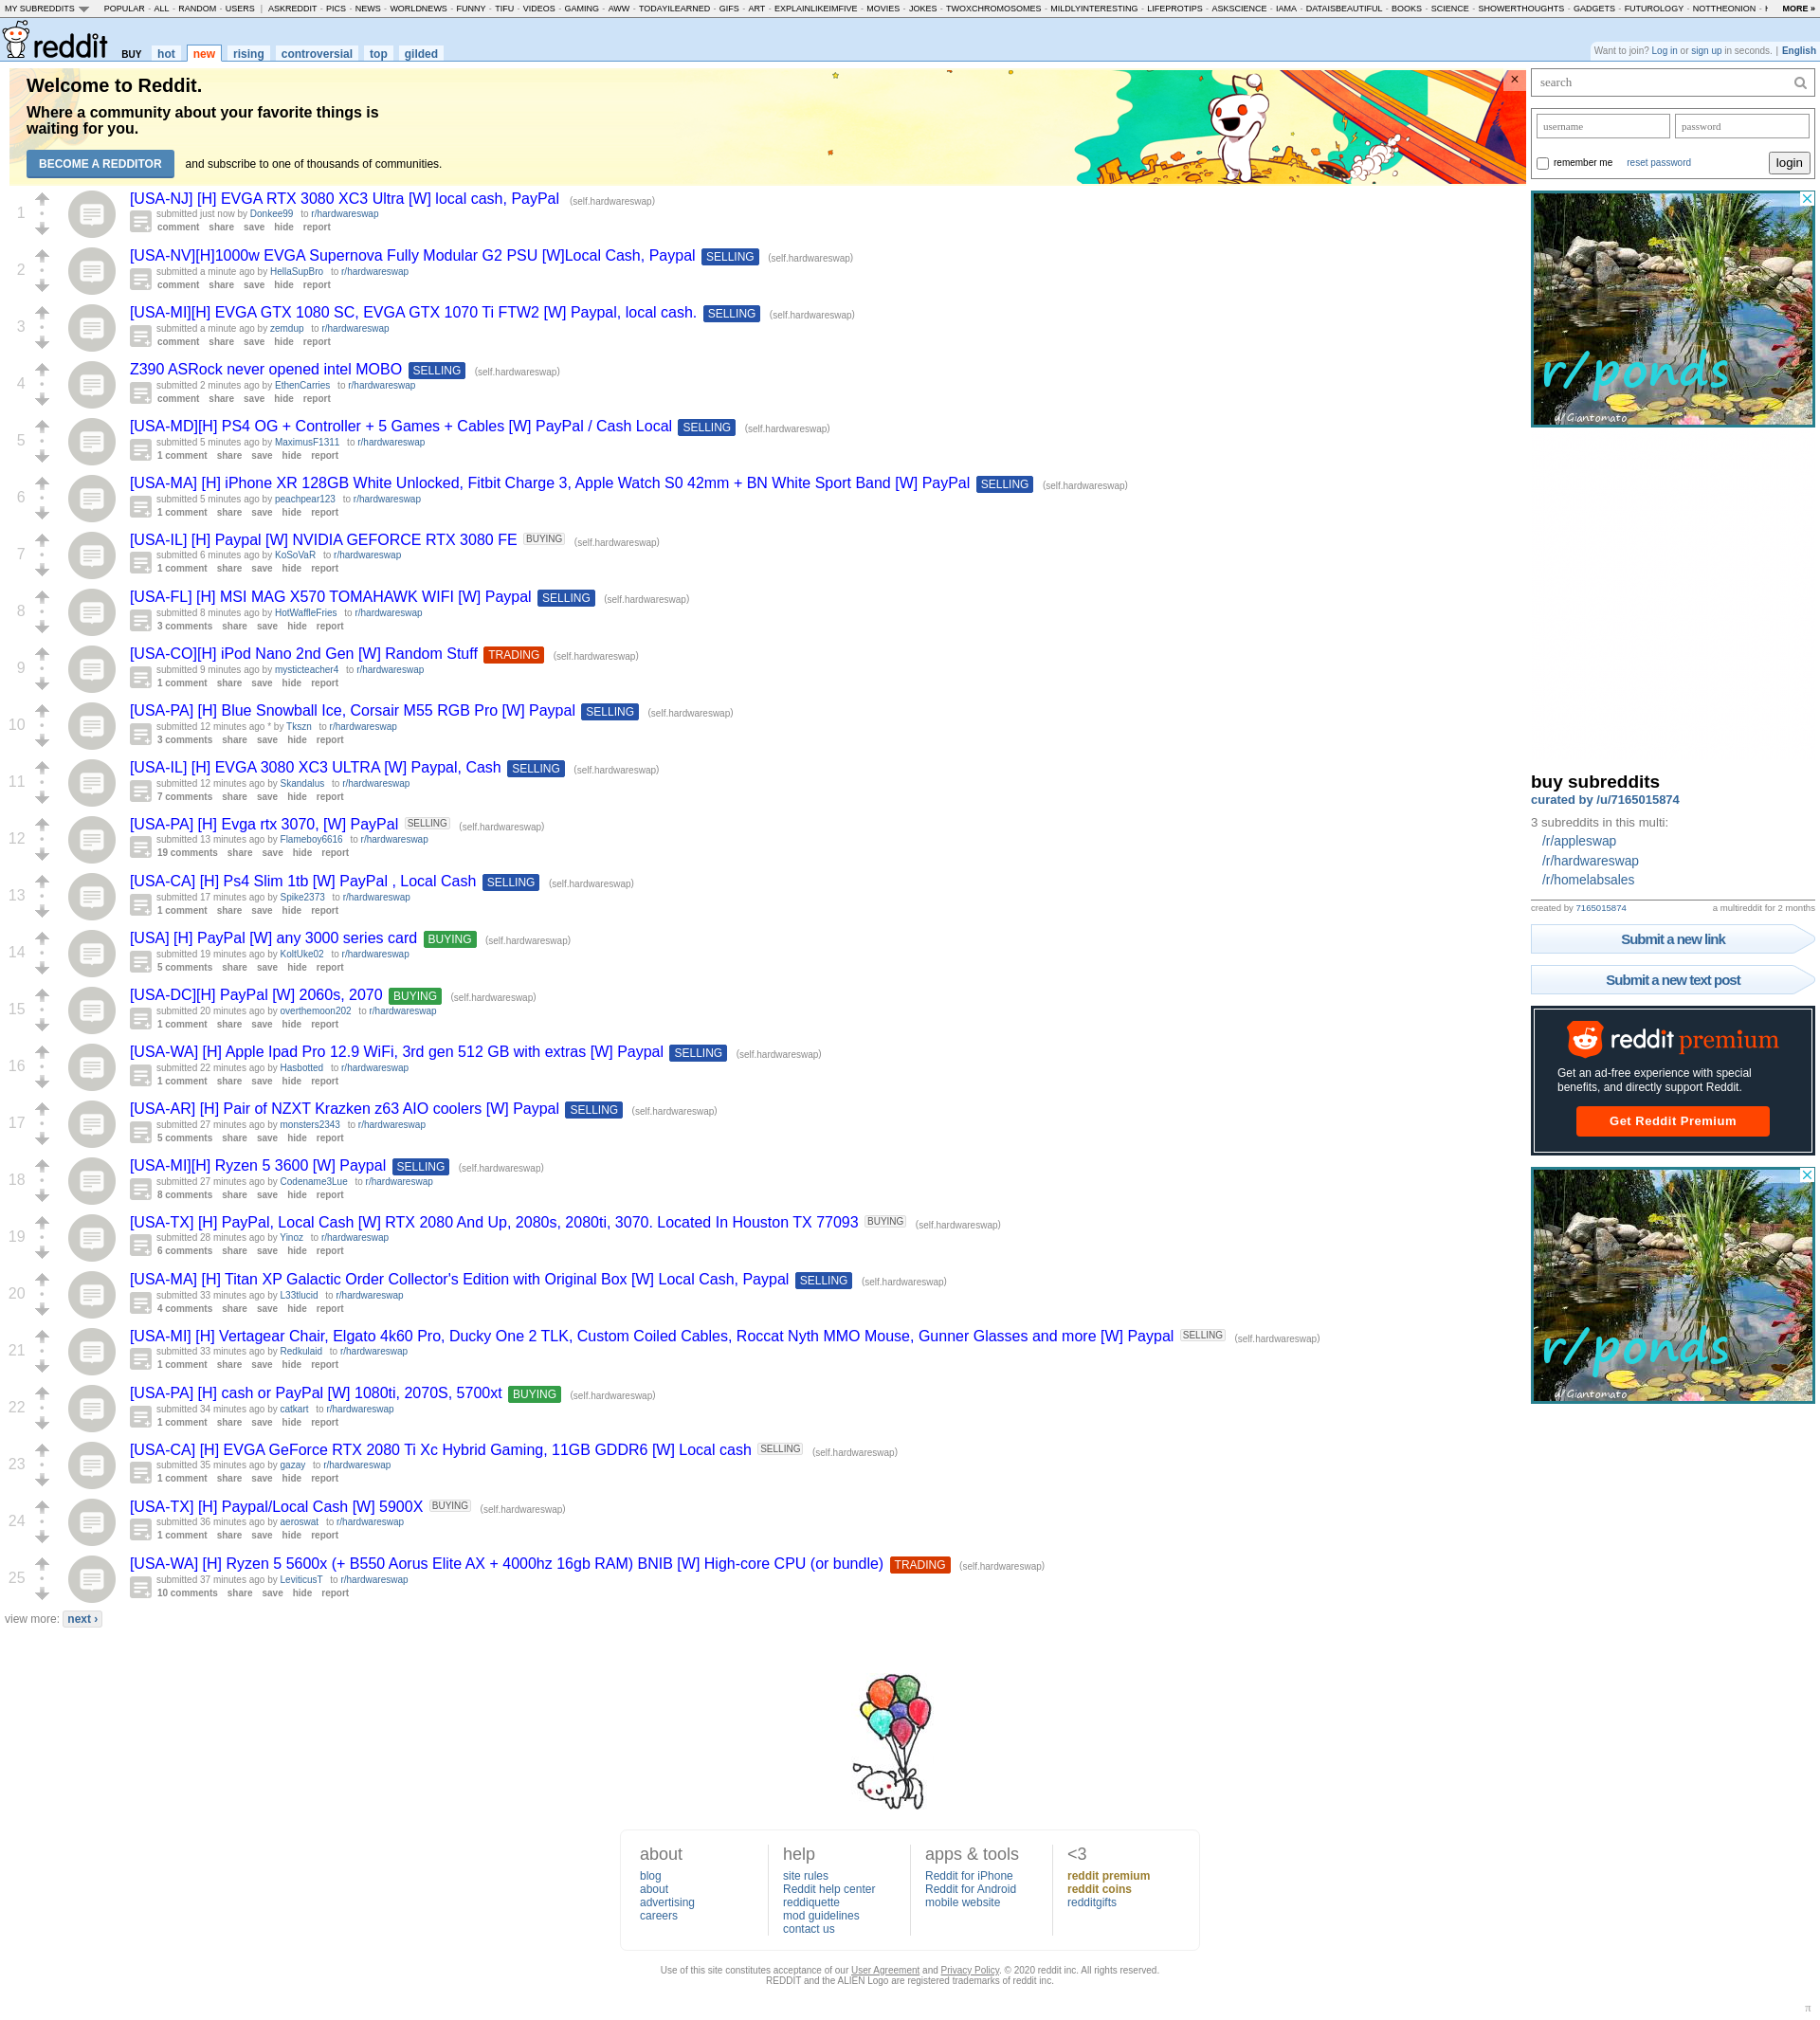 MY SUBREDDITS POPULAR - ALL - RANDOM - USERS | ASKREDDIT - PICS - NEWS - WORLDNEWS - FUNNY - TIFU - VIDEOS - GAMING - AWW - TODAYILEARNED - GIFS - ART - EXPLAINLIKEIMFIVE - MOVIES - JOKES - TWOXCHROMOSOMES - MILDLYINTERESTING - LIFEPROTIPS - ASKSCIENCE - IAMA - DATAISBEAUTIFUL - BOOKS - SCIENCE - SHOWERTHOUGHTS - GADGETS - FUTUROLOGY - NOTTHEONION - MORE »
reddit BUY hot new rising controversial top gilded
Want to join? Log in or sign up in seconds. | English
Welcome to Reddit.
Where a community about your favorite things is
waiting for you.
BECOME A REDDITOR and subscribe to one of thousands of communities.
×
search
username password
remember me reset password login
1
[USA-NJ] [H] EVGA RTX 3080 XC3 Ultra [W] local cash, PayPal (self.hardwareswap)
submitted just now by Donkee99 to r/hardwareswap
comment share save hide report
2
[USA-NV][H]1000w EVGA Supernova Fully Modular G2 PSU [W]Local Cash, Paypal SELLING (self.hardwareswap)
submitted a minute ago by HellaSupBro to r/hardwareswap
comment share save hide report
3
[USA-MI][H] EVGA GTX 1080 SC, EVGA GTX 1070 Ti FTW2 [W] Paypal, local cash. SELLING (self.hardwareswap)
submitted a minute ago by zemdup to r/hardwareswap
comment share save hide report
4
Z390 ASRock never opened intel MOBO SELLING (self.hardwareswap)
submitted 2 minutes ago by EthenCarries to r/hardwareswap
comment share save hide report
5
[USA-MD][H] PS4 OG + Controller + 5 Games + Cables [W] PayPal / Cash Local SELLING (self.hardwareswap)
submitted 5 minutes ago by MaximusF1311 to r/hardwareswap
1 comment share save hide report
6
[USA-MA] [H] iPhone XR 128GB White Unlocked, Fitbit Charge 3, Apple Watch S0 42mm + BN White Sport Band [W] PayPal SELLING (self.hardwareswap)
submitted 5 minutes ago by peachpear123 to r/hardwareswap
1 comment share save hide report
7
[USA-IL] [H] Paypal [W] NVIDIA GEFORCE RTX 3080 FE BUYING (self.hardwareswap)
submitted 6 minutes ago by KoSoVaR to r/hardwareswap
1 comment share save hide report
8
[USA-FL] [H] MSI MAG X570 TOMAHAWK WIFI [W] Paypal SELLING (self.hardwareswap)
submitted 8 minutes ago by HotWaffleFries to r/hardwareswap
3 comments share save hide report
9
[USA-CO][H] iPod Nano 2nd Gen [W] Random Stuff TRADING (self.hardwareswap)
submitted 9 minutes ago by mysticteacher4 to r/hardwareswap
1 comment share save hide report
10
[USA-PA] [H] Blue Snowball Ice, Corsair M55 RGB Pro [W] Paypal SELLING (self.hardwareswap)
submitted 12 minutes ago * by Tkszn to r/hardwareswap
3 comments share save hide report
11
[USA-IL] [H] EVGA 3080 XC3 ULTRA [W] Paypal, Cash SELLING (self.hardwareswap)
submitted 12 minutes ago by Skandalus to r/hardwareswap
7 comments share save hide report
12
[USA-PA] [H] Evga rtx 3070, [W] PayPal SELLING (self.hardwareswap)
submitted 13 minutes ago by Flameboy6616 to r/hardwareswap
19 comments share save hide report
13
[USA-CA] [H] Ps4 Slim 1tb [W] PayPal , Local Cash SELLING (self.hardwareswap)
submitted 17 minutes ago by Spike2373 to r/hardwareswap
1 comment share save hide report
14
[USA] [H] PayPal [W] any 3000 series card BUYING (self.hardwareswap)
submitted 19 minutes ago by KoltUke02 to r/hardwareswap
5 comments share save hide report
15
[USA-DC][H] PayPal [W] 2060s, 2070 BUYING (self.hardwareswap)
submitted 20 minutes ago by overthemoon202 to r/hardwareswap
1 comment share save hide report
16
[USA-WA] [H] Apple Ipad Pro 12.9 WiFi, 3rd gen 512 GB with extras [W] Paypal SELLING (self.hardwareswap)
submitted 22 minutes ago by Hasbotted to r/hardwareswap
1 comment share save hide report
17
[USA-AR] [H] Pair of NZXT Krazken z63 AIO coolers [W] Paypal SELLING (self.hardwareswap)
submitted 27 minutes ago by monsters2343 to r/hardwareswap
5 comments share save hide report
18
[USA-MI][H] Ryzen 5 3600 [W] Paypal SELLING (self.hardwareswap)
submitted 27 minutes ago by Codename3Lue to r/hardwareswap
8 comments share save hide report
19
[USA-TX] [H] PayPal, Local Cash [W] RTX 2080 And Up, 2080s, 2080ti, 3070. Located In Houston TX 77093 BUYING (self.hardwareswap)
submitted 28 minutes ago by Yinoz to r/hardwareswap
6 comments share save hide report
20
[USA-MA] [H] Titan XP Galactic Order Collector's Edition with Original Box [W] Local Cash, Paypal SELLING (self.hardwareswap)
submitted 33 minutes ago by L33tlucid to r/hardwareswap
4 comments share save hide report
21
[USA-MI] [H] Vertagear Chair, Elgato 4k60 Pro, Ducky One 2 TLK, Custom Coiled Cables, Roccat Nyth MMO Mouse, Gunner Glasses and more [W] Paypal SELLING (self.hardwareswap)
submitted 33 minutes ago by Redkulaid to r/hardwareswap
1 comment share save hide report
22
[USA-PA] [H] cash or PayPal [W] 1080ti, 2070S, 5700xt BUYING (self.hardwareswap)
submitted 34 minutes ago by catkart to r/hardwareswap
1 comment share save hide report
23
[USA-CA] [H] EVGA GeForce RTX 2080 Ti Xc Hybrid Gaming, 11GB GDDR6 [W] Local cash SELLING (self.hardwareswap)
submitted 35 minutes ago by gazay to r/hardwareswap
1 comment share save hide report
24
[USA-TX] [H] Paypal/Local Cash [W] 5900X BUYING (self.hardwareswap)
submitted 36 minutes ago by aeroswat to r/hardwareswap
1 comment share save hide report
25
[USA-WA] [H] Ryzen 5 5600x (+ B550 Aorus Elite AX + 4000hz 16gb RAM) BNIB [W] High-core CPU (or bundle) TRADING (self.hardwareswap)
submitted 37 minutes ago by LeviticusT to r/hardwareswap
10 comments share save hide report
view more: next ›
r/ponds
u/Giantomato
buy subreddits
curated by /u/7165015874
3 subreddits in this multi:
/r/appleswap
/r/hardwareswap
/r/homelabsales
created by 7165015874 a multireddit for 2 months
Submit a new link
Submit a new text post
reddit premium
Get an ad-free experience with special
benefits, and directly support Reddit.
Get Reddit Premium
r/ponds
u/Giantomato
about
blog
about
advertising
careers
help
site rules
Reddit help center
reddiquette
mod guidelines
contact us
apps & tools
Reddit for iPhone
Reddit for Android
mobile website
<3
reddit premium
reddit coins
redditgifts
Use of this site constitutes acceptance of our User Agreement and Privacy Policy. © 2020 reddit inc. All rights reserved.
REDDIT and the ALIEN Logo are registered trademarks of reddit inc.
π